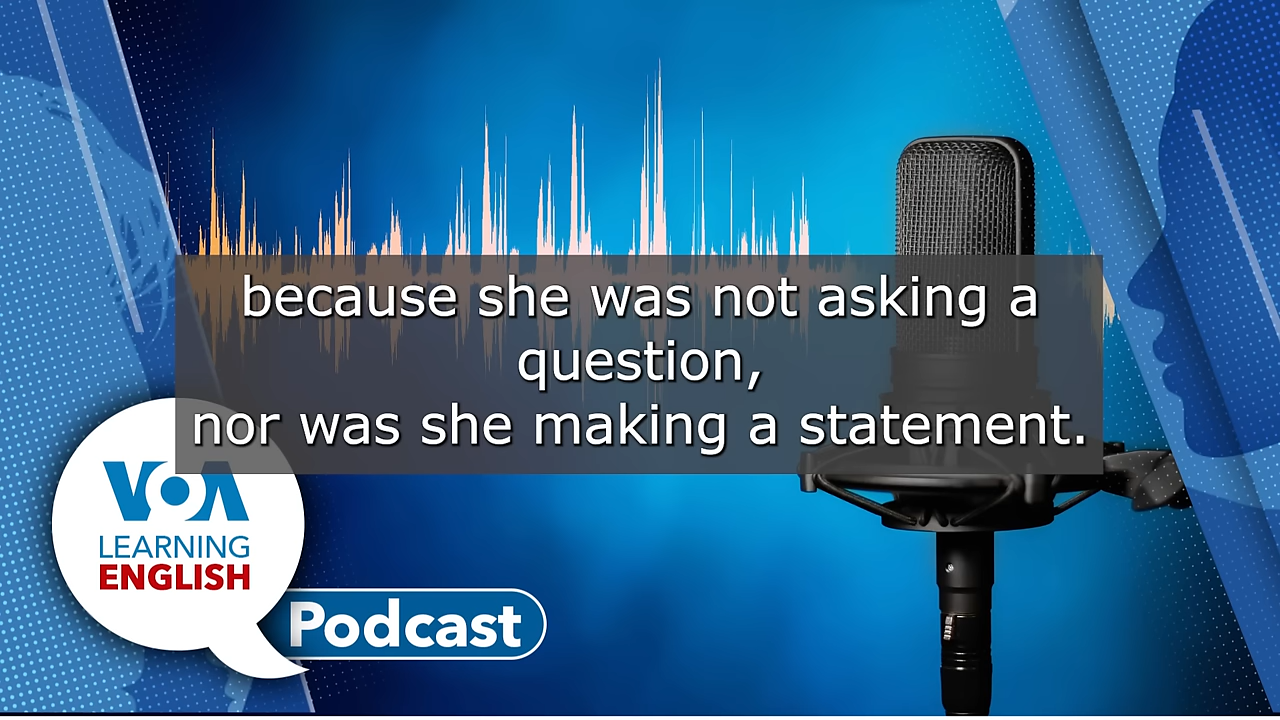 because she was not asking a
question,
nor was she making a statement.
VOA
LEARNING
ENGLISH
Podcast